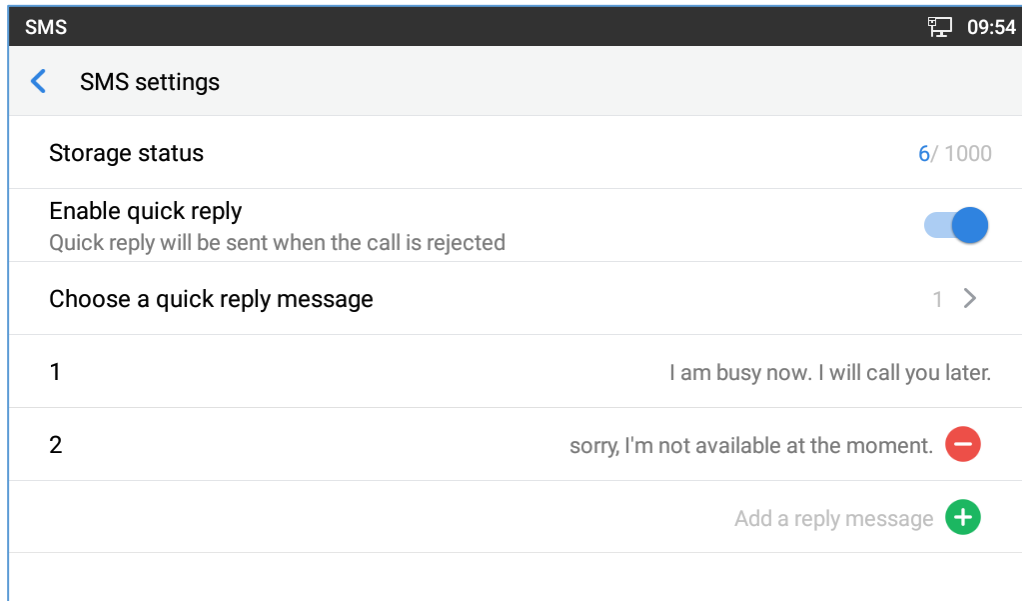 SMS 09:54
SMS settings
Storage status 6/ 1000
Enable quick reply
Quick reply will be sent when the call is rejected
Choose a quick reply message 1
1 I am busy now. I will call you later.
2 sorry, I'm not available at the moment.
Add a reply message